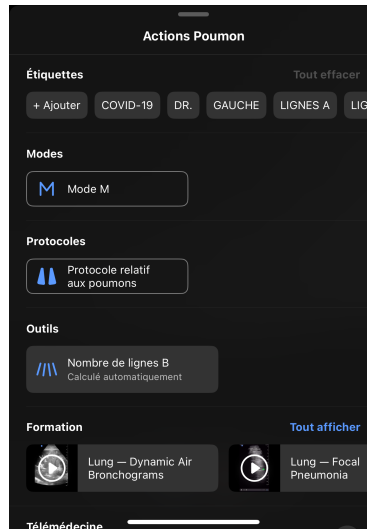 Actions Poumon
Étiquettes Tout effacer
+ Ajouter COVID-19 DR. GAUCHE LIGNES A LIG
Modes
Mode M
Protocoles
Protocole relatif
aux poumons
Outils
Nombre de lignes B
Calculé automatiquement
Formation Tout afficher
Lung — Dynamic Air
Bronchograms
Lung — Focal
Pneumonia
Télémédecine